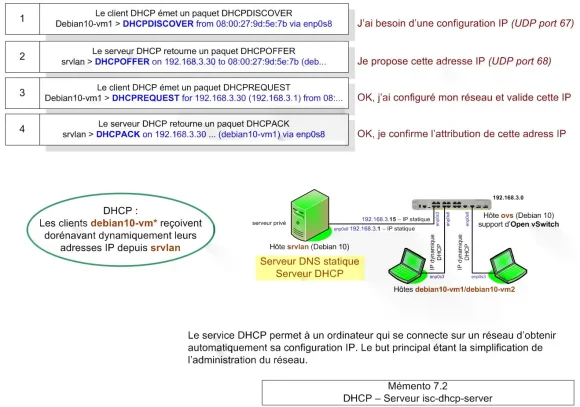 1
Le client DHCP émet un paquet DHCPDISCOVER
Debian10-vm1 > DHCPDISCOVER from 08:00:27:9d:5e:7b via enp0s8
J'ai besoin d'une configuration IP (UDP port 67)
2
Le serveur DHCP retourne un paquet DHCPOFFER
srvlan > DHCPOFFER on 192.168.3.30 to 08:00:27:9d:5e:7b (deb...
Je propose cette adresse IP (UDP port 68)
3
Le client DHCP émet un paquet DHCPREQUEST
Debian10-vm1 > DHCPREQUEST for 192.168.3.30 (192.168.3.1) from 08:...
OK, j'ai configuré mon réseau et valide cette IP
4
Le serveur DHCP retourne un paquet DHCPACK
srvlan > DHCPACK on 192.168.3.30 ... (debian10-vm1) via enp0s8
OK, je confirme l'attribution de cette adress IP
DHCP :
Les clients debian10-vm* reçoivent
dorénavant dynamiquement leurs
adresses IP depuis srvlan
192.168.3.0
serveur privé
192.168.3.15 – IP statique
enp0s8 192.168.3.1 – IP statique
enp0s3
enp0s8
enp0s9
Hôte ovs (Debian 10)
support d'Open vSwitch
Hôte srvlan (Debian 10)
Serveur DNS statique
Serveur DHCP
IP dynamique
DHCP
IP dynamique
DHCP
enp0s3
enp0s3
Hôtes debian10-vm1/debian10-vm2
Le service DHCP permet à un ordinateur qui se connecte sur un réseau d'obtenir
automatiquement sa configuration IP. Le but principal étant la simplification de
l'administration du réseau.
Mémento 7.2
DHCP – Serveur isc-dhcp-server